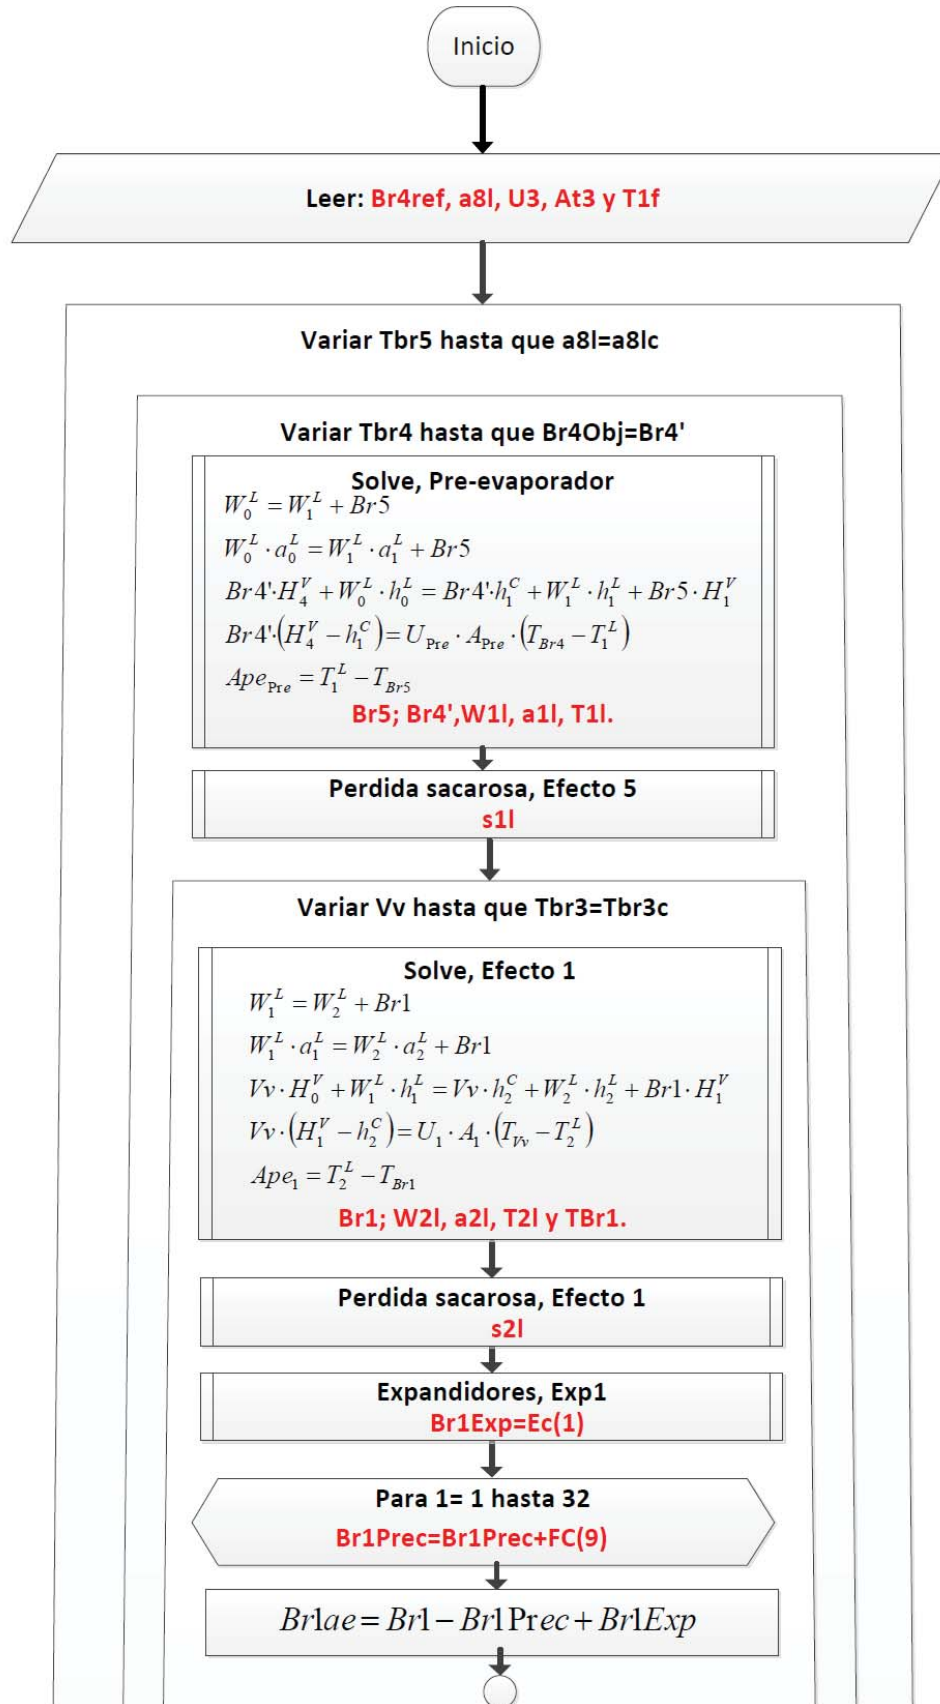 Inicio
Leer: Br4ref, a8l, U3, At3 y T1f
Variar Tbr5 hasta que a8l=a8lc
Variar Tbr4 hasta que Br4Obj=Br4'
Solve, Pre-evaporador
W_0^L = W_1^L + Br5
W_0^L · a_0^L = W_1^L · a_1^L + Br5
Br4'·H_4^V + W_0^L · h_0^L = Br4'·h_1^C + W_1^L · h_1^L + Br5 · H_1^V
Br4'·(H_4^V − h_1^C) = U_Pre · A_Pre · (T_Br4 − T_1^L)
Ape_Pre = T_1^L − T_Br5
Br5; Br4',W1l, a1l, T1l.
Perdida sacarosa, Efecto 5
s1l
Variar Vv hasta que Tbr3=Tbr3c
Solve, Efecto 1
W_1^L = W_2^L + Br1
W_1^L · a_1^L = W_2^L · a_2^L + Br1
Vv · H_0^V + W_1^L · h_1^L = Vv · h_2^C + W_2^L · h_2^L + Br1 · H_1^V
Vv · (H_1^V − h_2^C) = U_1 · A_1 · (T_Vv − T_2^L)
Ape_1 = T_2^L − T_Br1
Br1; W2l, a2l, T2l y TBr1.
Perdida sacarosa, Efecto 1
s2l
Expandidores, Exp1
Br1Exp=Ec(1)
Para 1= 1 hasta 32
Br1Prec=Br1Prec+FC(9)
Br1ae = Br1 − Br1Prec + Br1Exp